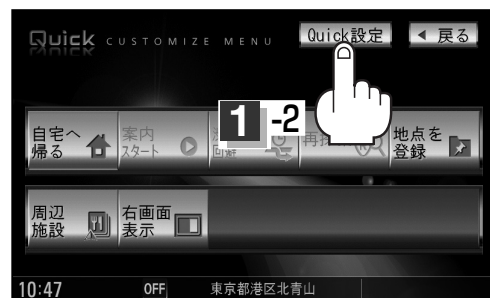 Quick CUSTOMIZE MENU
Quick設定
◀ 戻る
1-2
自宅へ
帰る
案内
スタート
回避
地点を
登録
周辺
施設
右画面
表示
10:47
OFF
東京都港区北青山